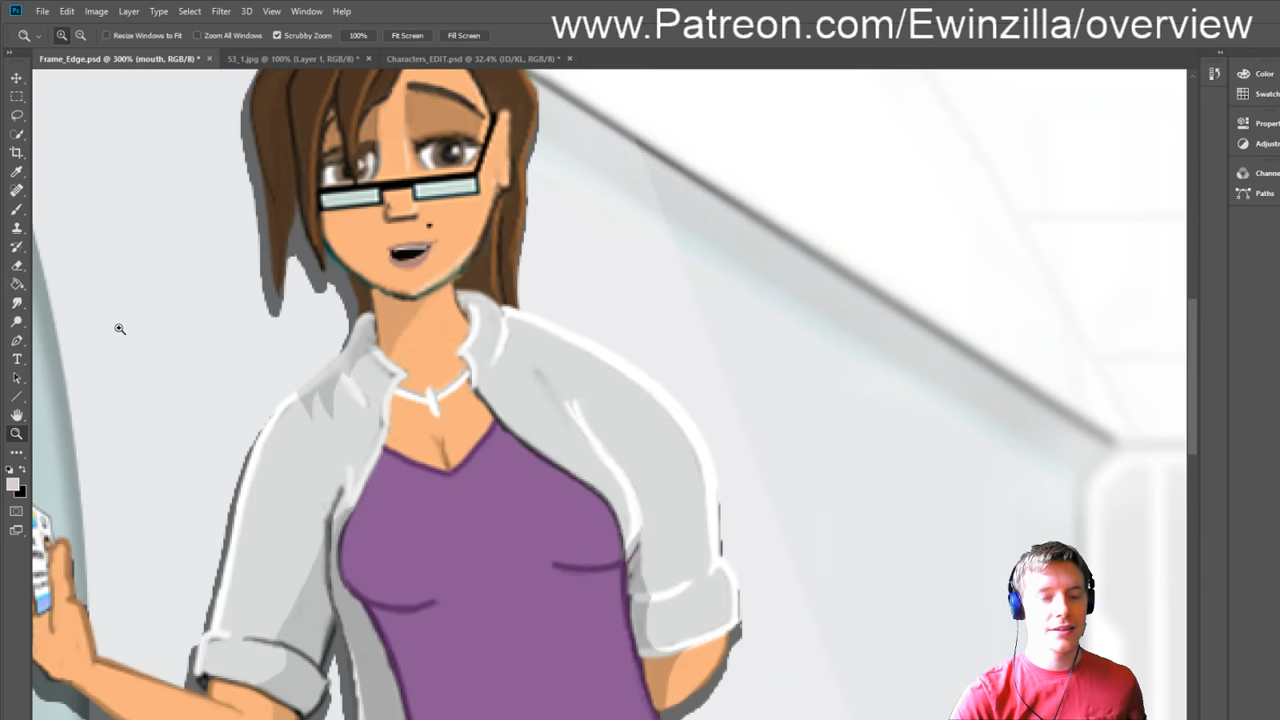 File Edit Image Layer Type Select Filter 3D View Window Help
www.Patreon.com/Ewinzilla/overview
Resize Windows to Fit Zoom All Windows Scrubby Zoom 100% Fit Screen Fill Screen
Frame_Edge.psd @ 300% (mouth, RGB/8) * × 53_1.jpg @ 100% (Layer 1, RGB/8) * × Characters_EDIT.psd @ 32.4% (ID/KL, RGB/8) * ×
Color
Swatch
Proper
Adjust
Channe
Paths